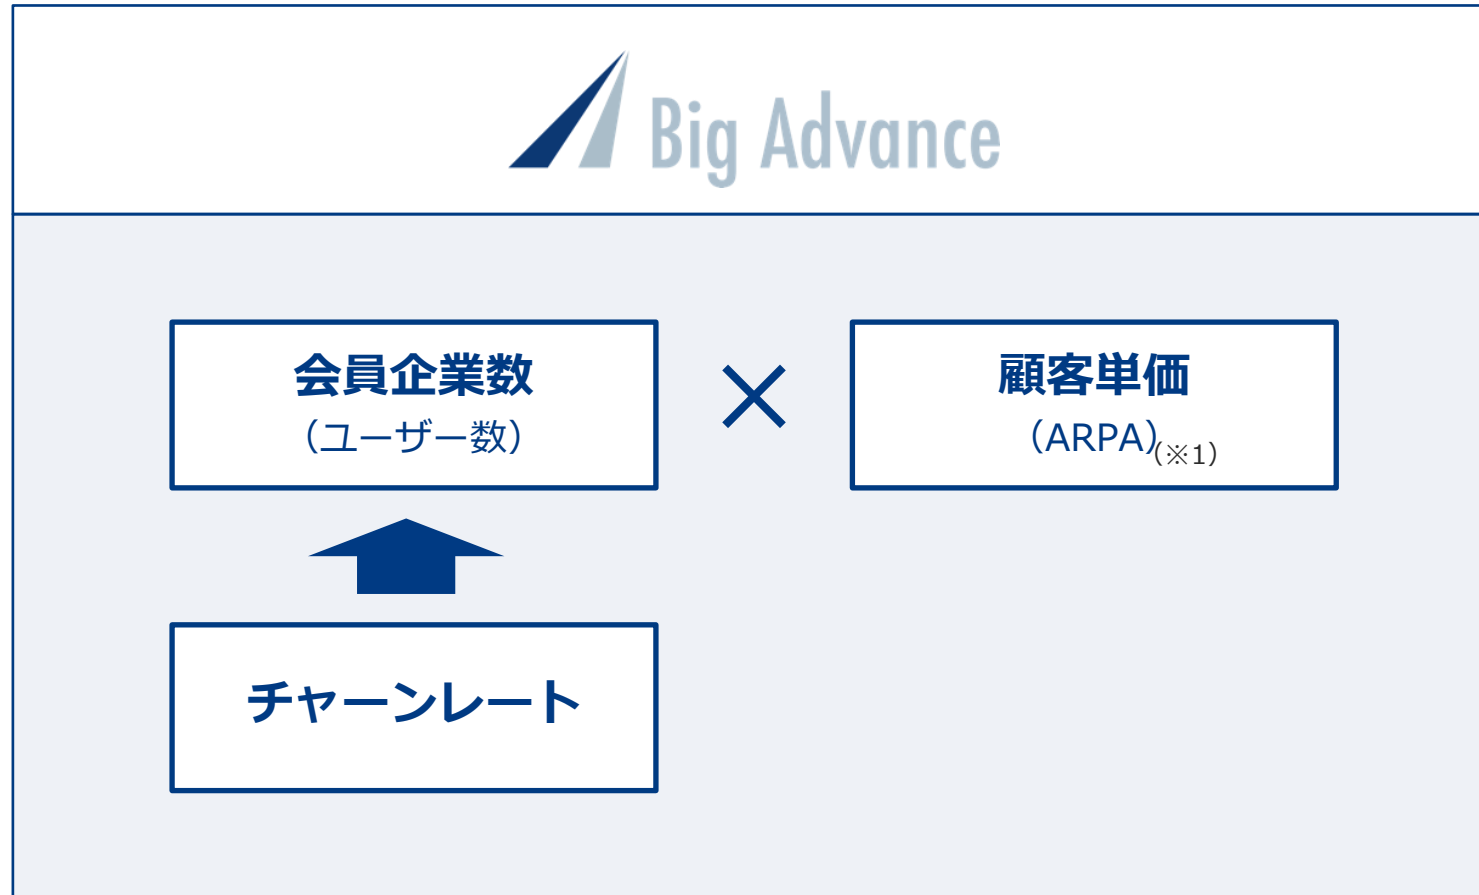 Big Advance
会員企業数
（ユーザー数）
×
顧客単価
（ARPA）(※1)
チャーンレート